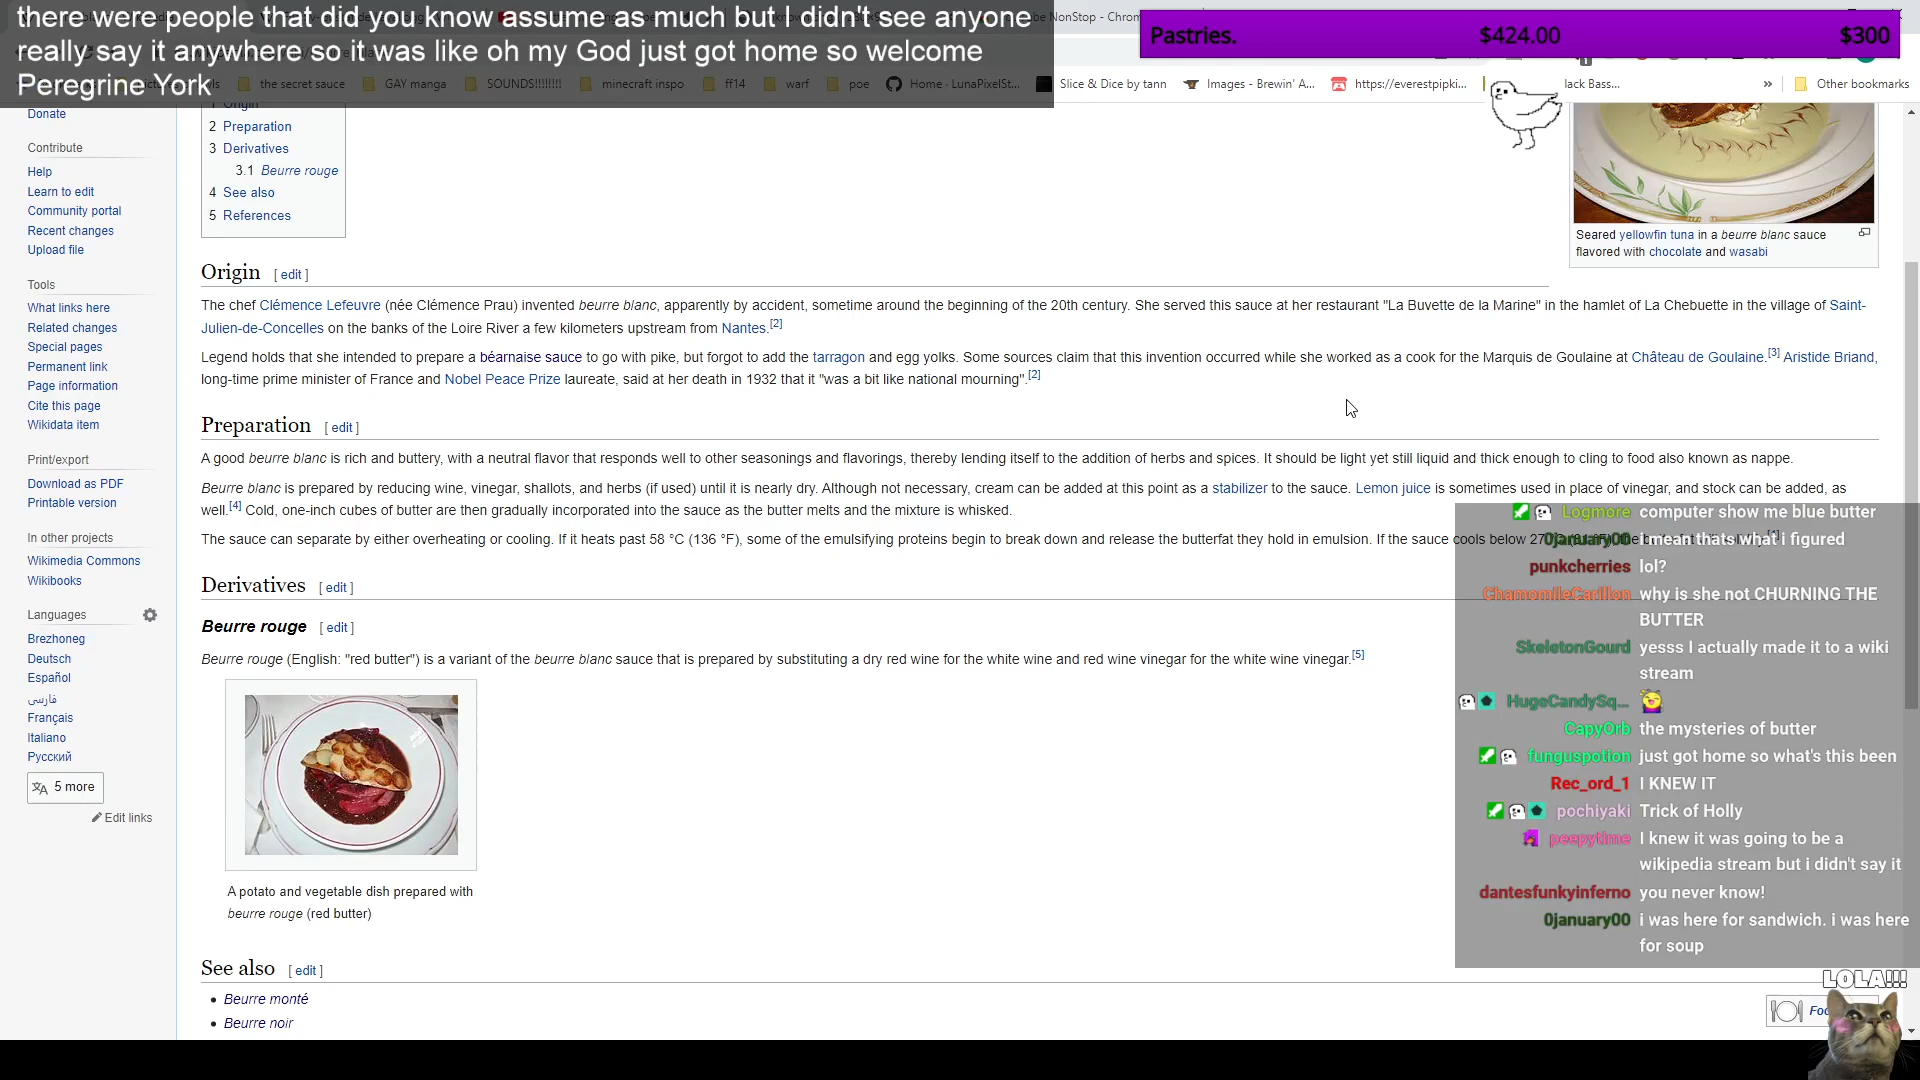 there were people that did you know assume as much but I didn't see anyone
really say it anywhere so it was like oh my God just got home so welcome
Peregrine York
Pastries. $424.00 $300
NonStop - Chrom
the secret sauce
GAY manga
SOUNDS!!!!!!!!
minecraft inspo
ff14
warf
poe
Home · LunaPixelSt...
Slice & Dice by tann
Images - Brewin' A...
https://everestpipki...
lack Bass...
»
Other bookmarks
Donate
Contribute
Help
Learn to edit
Community portal
Recent changes
Upload file
Tools
What links here
Related changes
Special pages
Permanent link
Page information
Cite this page
Wikidata item
Print/export
Download as PDF
Printable version
In other projects
Wikimedia Commons
Wikibooks
Languages
Brezhoneg
Deutsch
Español
فارسی
Français
Italiano
Русский
5 more
Edit links
Origin
2 Preparation
3 Derivatives
3.1 Beurre rouge
4 See also
5 References
Seared yellowfin tuna in a beurre blanc sauce
flavored with chocolate and wasabi
Origin [ edit ]
The chef Clémence Lefeuvre (née Clémence Prau) invented beurre blanc, apparently by accident, sometime around the beginning of the 20th century. She served this sauce at her restaurant "La Buvette de la Marine" in the hamlet of La Chebuette in the village of Saint-
Julien-de-Concelles on the banks of the Loire River a few kilometers upstream from Nantes.[2]
Legend holds that she intended to prepare a béarnaise sauce to go with pike, but forgot to add the tarragon and egg yolks. Some sources claim that this invention occurred while she worked as a cook for the Marquis de Goulaine at Château de Goulaine.[3] Aristide Briand,
long-time prime minister of France and Nobel Peace Prize laureate, said at her death in 1932 that it "was a bit like national mourning".[2]
Preparation [ edit ]
A good beurre blanc is rich and buttery, with a neutral flavor that responds well to other seasonings and flavorings, thereby lending itself to the addition of herbs and spices. It should be light yet still liquid and thick enough to cling to food also known as nappe.
Beurre blanc is prepared by reducing wine, vinegar, shallots, and herbs (if used) until it is nearly dry. Although not necessary, cream can be added at this point as a stabilizer to the sauce. Lemon juice is sometimes used in place of vinegar, and stock can be added, as
well.[4] Cold, one-inch cubes of butter are then gradually incorporated into the sauce as the butter melts and the mixture is whisked.
The sauce can separate by either overheating or cooling. If it heats past 58 °C (136 °F), some of the emulsifying proteins begin to break down and release the butterfat they hold in emulsion. If the sauce cools below 27
Derivatives [ edit ]
Beurre rouge [ edit ]
Beurre rouge (English: "red butter") is a variant of the beurre blanc sauce that is prepared by substituting a dry red wine for the white wine and red wine vinegar for the white wine vinegar.[5]
A potato and vegetable dish prepared with
beurre rouge (red butter)
See also [ edit ]
• Beurre monté
• Beurre noir
Logmore computer show me blue butter
0january00 i mean thats what i figured
punkcherries lol?
ChamomileCarillon why is she not CHURNING THE
BUTTER
SkeletonGourd yesss I actually made it to a wiki
stream
HugeCandySq...
CapyOrb the mysteries of butter
funguspotion just got home so what's this been
Rec_ord_1 I KNEW IT
pochiyaki Trick of Holly
peepytime I knew it was going to be a
wikipedia stream but i didn't say it
dantesfunkyinferno you never know!
0january00 i was here for sandwich. i was here
for soup
LOLA!!!
Foo